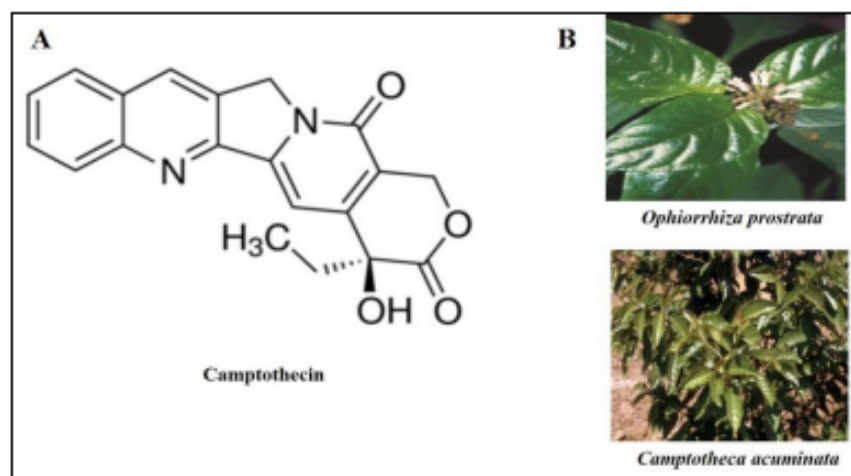 A
B
O
N
O
N
O
H₃C
OH
O
Camptothecin
Ophiorrhiza prostrata
Camptotheca acuminata